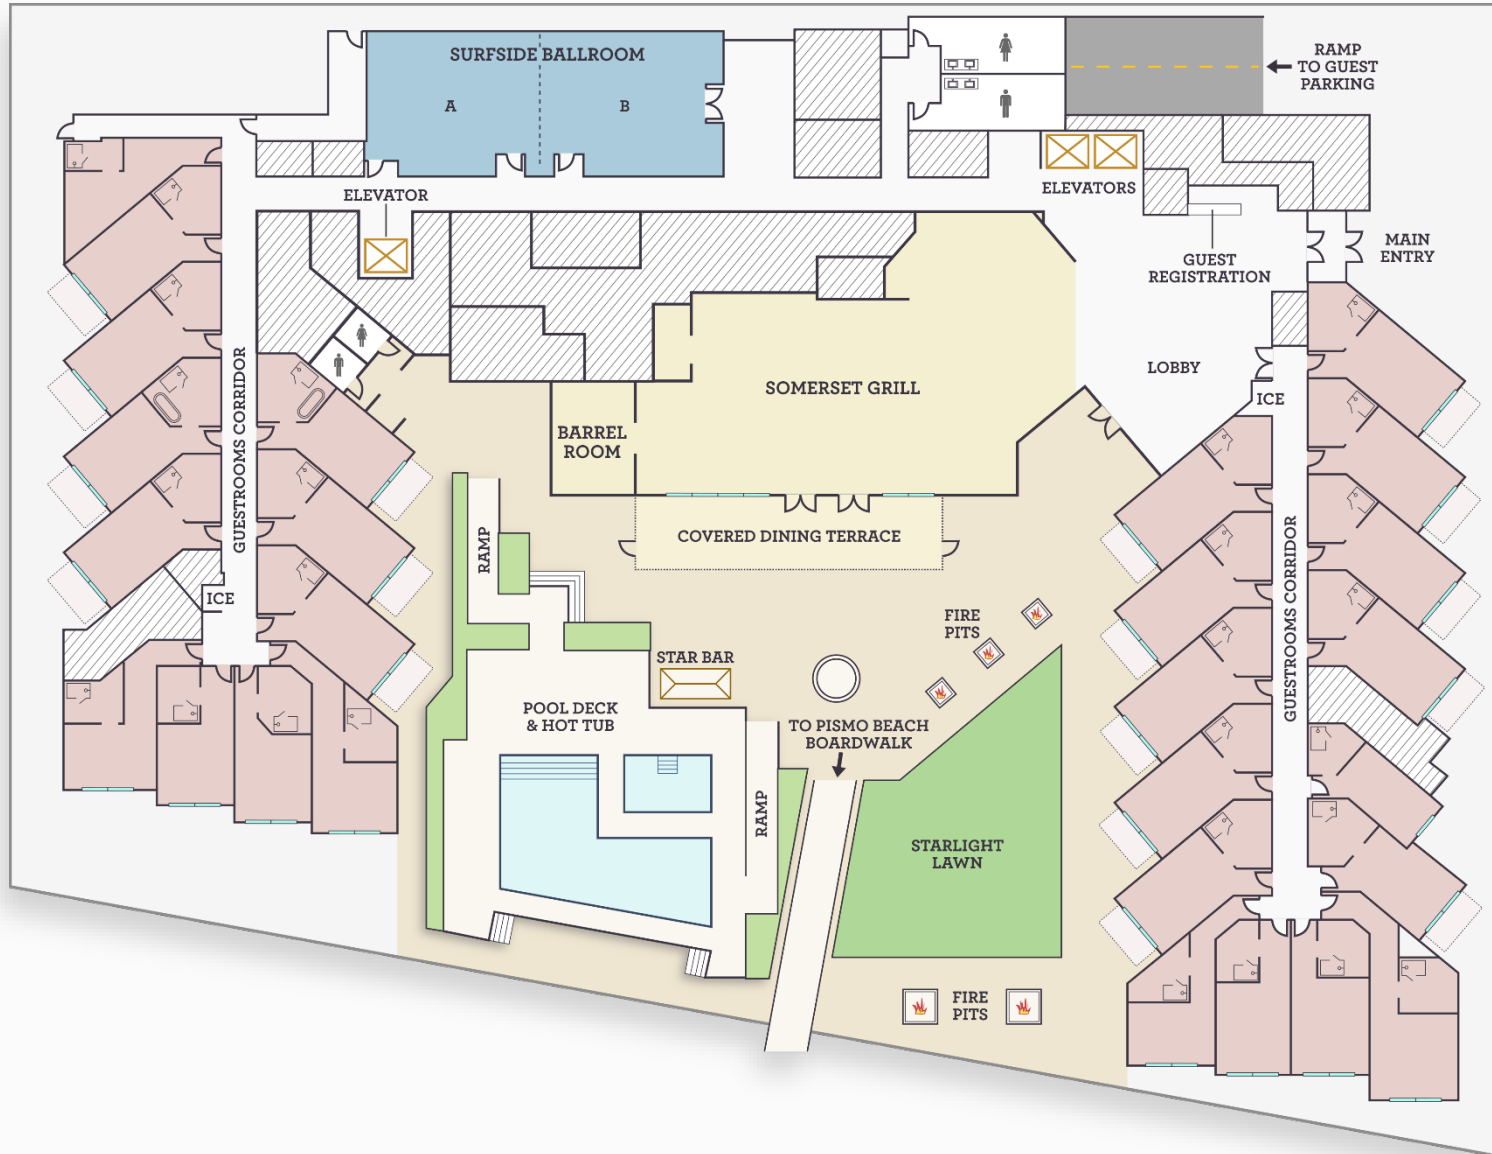 SURFSIDE BALLROOM
A
B
RAMP
TO GUEST
PARKING
ELEVATOR
ELEVATORS
GUEST
REGISTRATION
MAIN
ENTRY
LOBBY
ICE
SOMERSET GRILL
BARREL
ROOM
GUESTROOMS CORRIDOR
COVERED DINING TERRACE
RAMP
ICE
FIRE
PITS
STAR BAR
GUESTROOMS CORRIDOR
POOL DECK
& HOT TUB
TO PISMO BEACH
BOARDWALK
RAMP
STARLIGHT
LAWN
FIRE
PITS